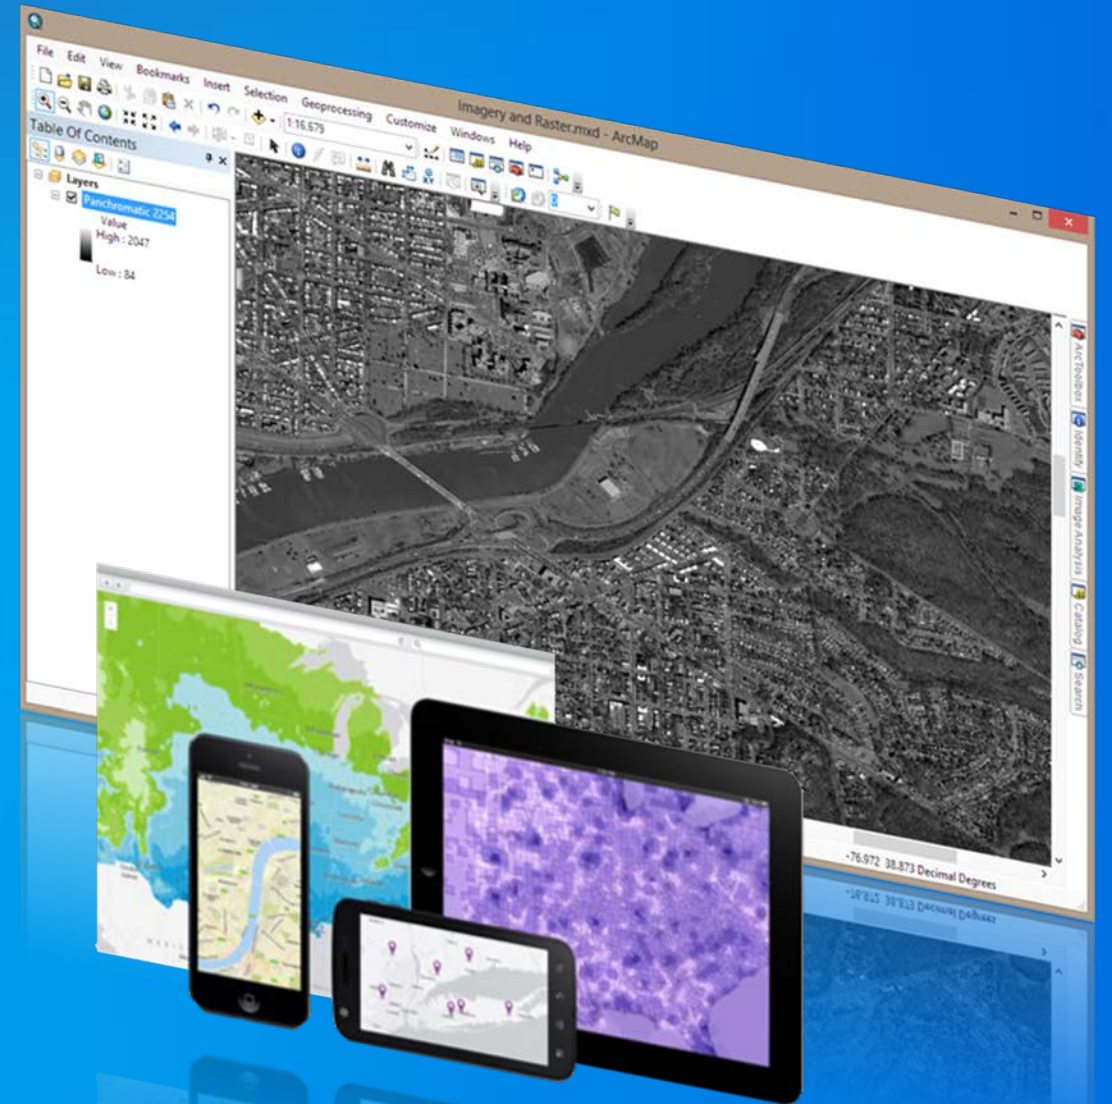 Imagery and Raster.mxd - ArcMap
File Edit View Bookmarks Insert Selection Geoprocessing Customize Windows Help
1:16,679
Table Of Contents
Layers
Panchromatic 2254
Value
High : 2047
Low : 84
ArcToolbox
Identify
Image Analysis
Catalog
Search
-76.972 38.873 Decimal Degrees